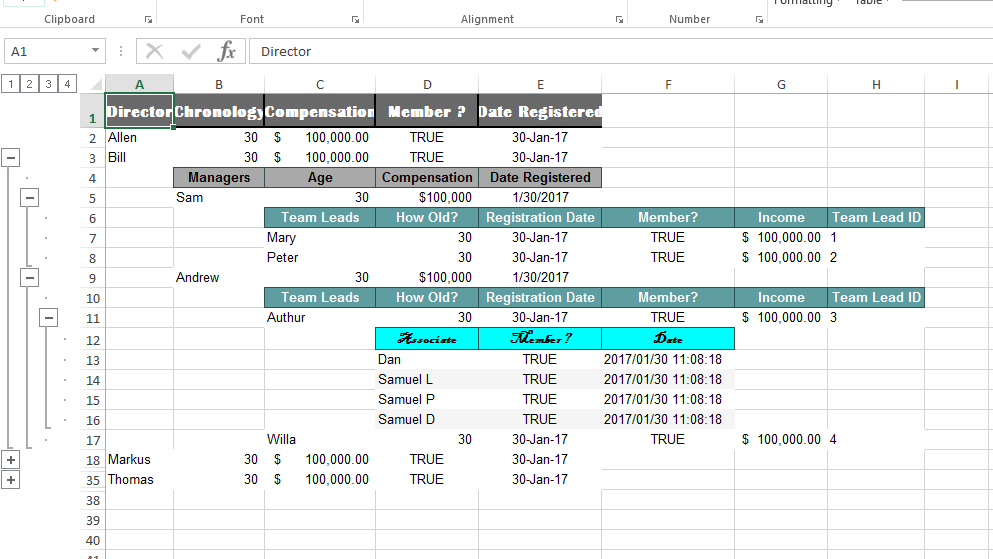 Formatting Table
Clipboard Font Alignment Number
A1 fx Director
1 2 3 4 A B C D E F G H I
1 Director Chronology Compensation Member ? Date Registered
2 Allen 30 $ 100,000.00 TRUE 30-Jan-17
3 Bill 30 $ 100,000.00 TRUE 30-Jan-17
4 Managers Age Compensation Date Registered
5 Sam 30 $100,000 1/30/2017
6 Team Leads How Old? Registration Date Member? Income Team Lead ID
7 Mary 30 30-Jan-17 TRUE $ 100,000.00 1
8 Peter 30 30-Jan-17 TRUE $ 100,000.00 2
9 Andrew 30 $100,000 1/30/2017
10 Team Leads How Old? Registration Date Member? Income Team Lead ID
11 Authur 30 30-Jan-17 TRUE $ 100,000.00 3
12 Associate Member ? Date
13 Dan TRUE 2017/01/30 11:08:18
14 Samuel L TRUE 2017/01/30 11:08:18
15 Samuel P TRUE 2017/01/30 11:08:18
16 Samuel D TRUE 2017/01/30 11:08:18
17 Willa 30 30-Jan-17 TRUE $ 100,000.00 4
18 Markus 30 $ 100,000.00 TRUE 30-Jan-17
35 Thomas 30 $ 100,000.00 TRUE 30-Jan-17
38
39
40
41